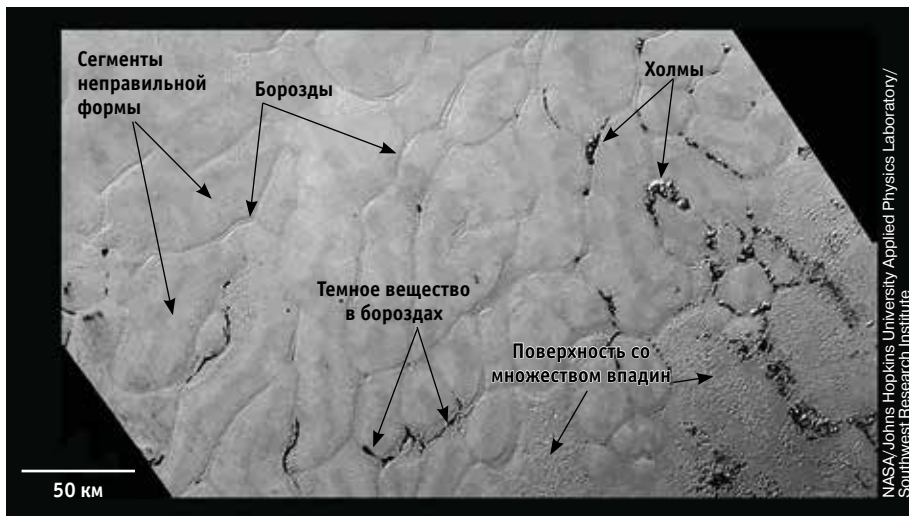 Сегменты
неправильной
формы
Борозды
Холмы
Темное вещество
в бороздах
Поверхность со
множеством впадин
50 км
NASA/Johns Hopkins University Applied Physics Laboratory/
Southwest Research Institute